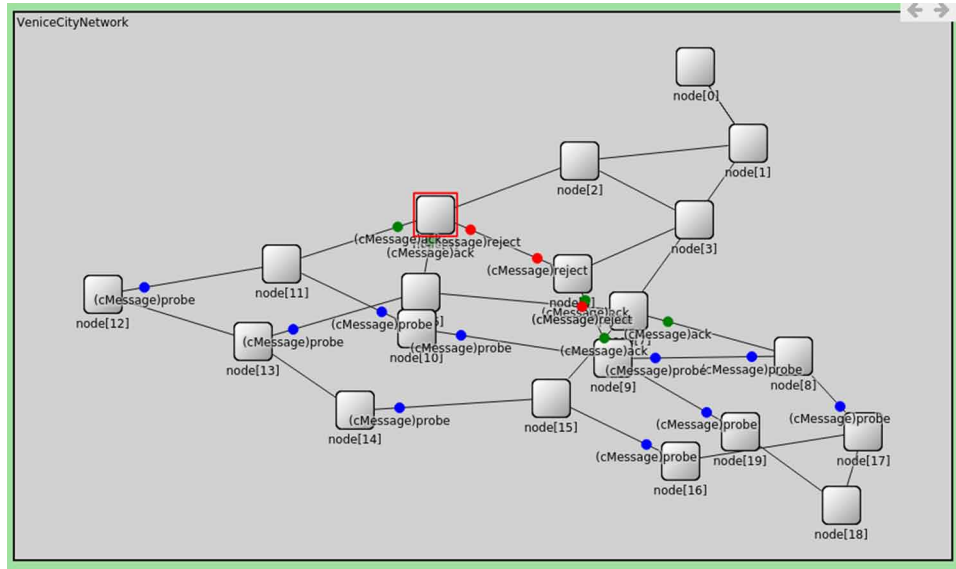 VeniceCityNetwork
node[0]
node[1]
node[2]
node[3]
(cMessage)reject
(cMessage)ack
(cMessage)reject
node[11]
(cMessage)probe
node[12]
(cMessage)reject
(cMessage)probe
(cMessage)ack
(cMessage)probe
(cMessage)probe
(cMessage)ack
node[10]
node[13]
(cMessage)probe
(cMessage)probe
node[9]
node[8]
(cMessage)probe
(cMessage)probe
(cMessage)probe
node[15]
node[14]
(cMessage)probe
node[19]
node[17]
node[16]
node[18]